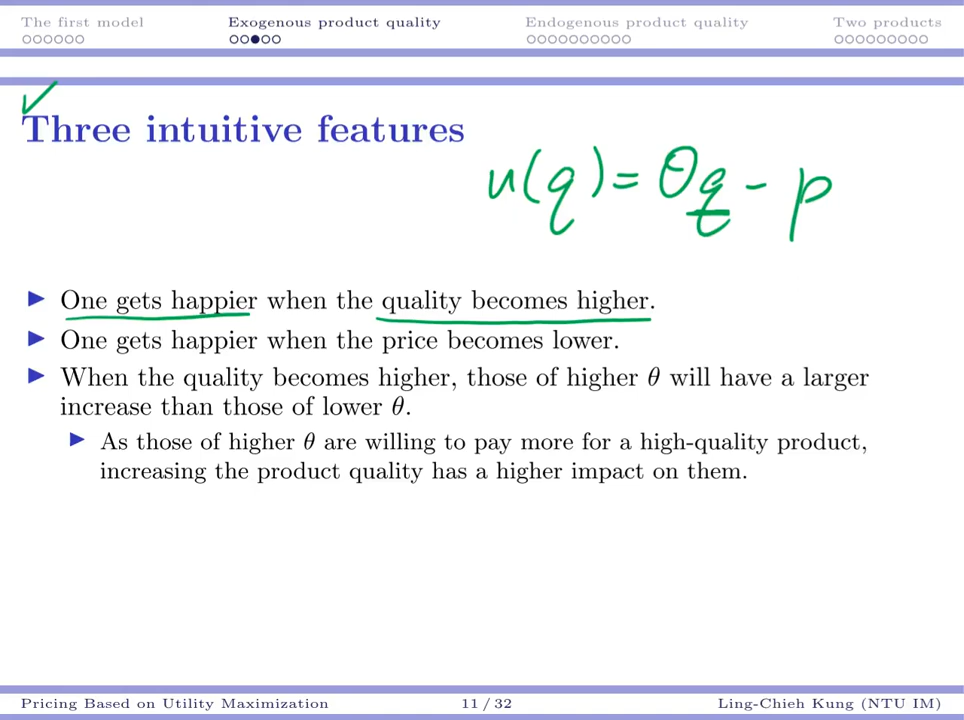 The first model Exogenous product quality Endogenous product quality Two products
Three intuitive features
u(q) = θq - p
▶ One gets happier when the quality becomes higher.
▶ One gets happier when the price becomes lower.
▶ When the quality becomes higher, those of higher θ will have a larger
increase than those of lower θ.
▶ As those of higher θ are willing to pay more for a high-quality product,
increasing the product quality has a higher impact on them.
Pricing Based on Utility Maximization 11 / 32 Ling-Chieh Kung (NTU IM)